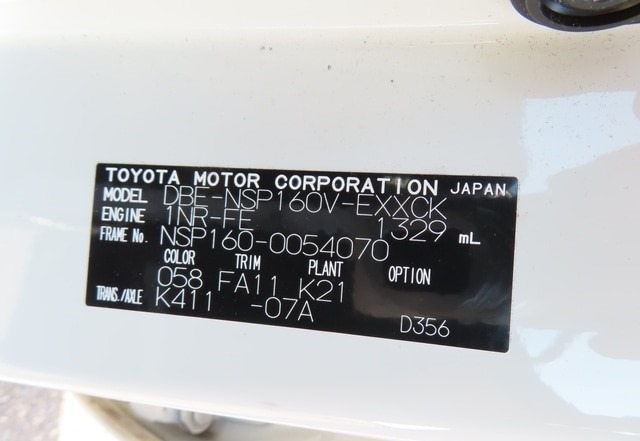 TOYOTA MOTOR CORPORATION JAPAN
MODEL DBE-NSP160V-EXXCK
ENGINE 1NR-FE 1329 mL
FRAME No. NSP160-0054070
COLOR TRIM PLANT OPTION
058 FA11 K21
TRANS./AXLE K411 -07A
D356